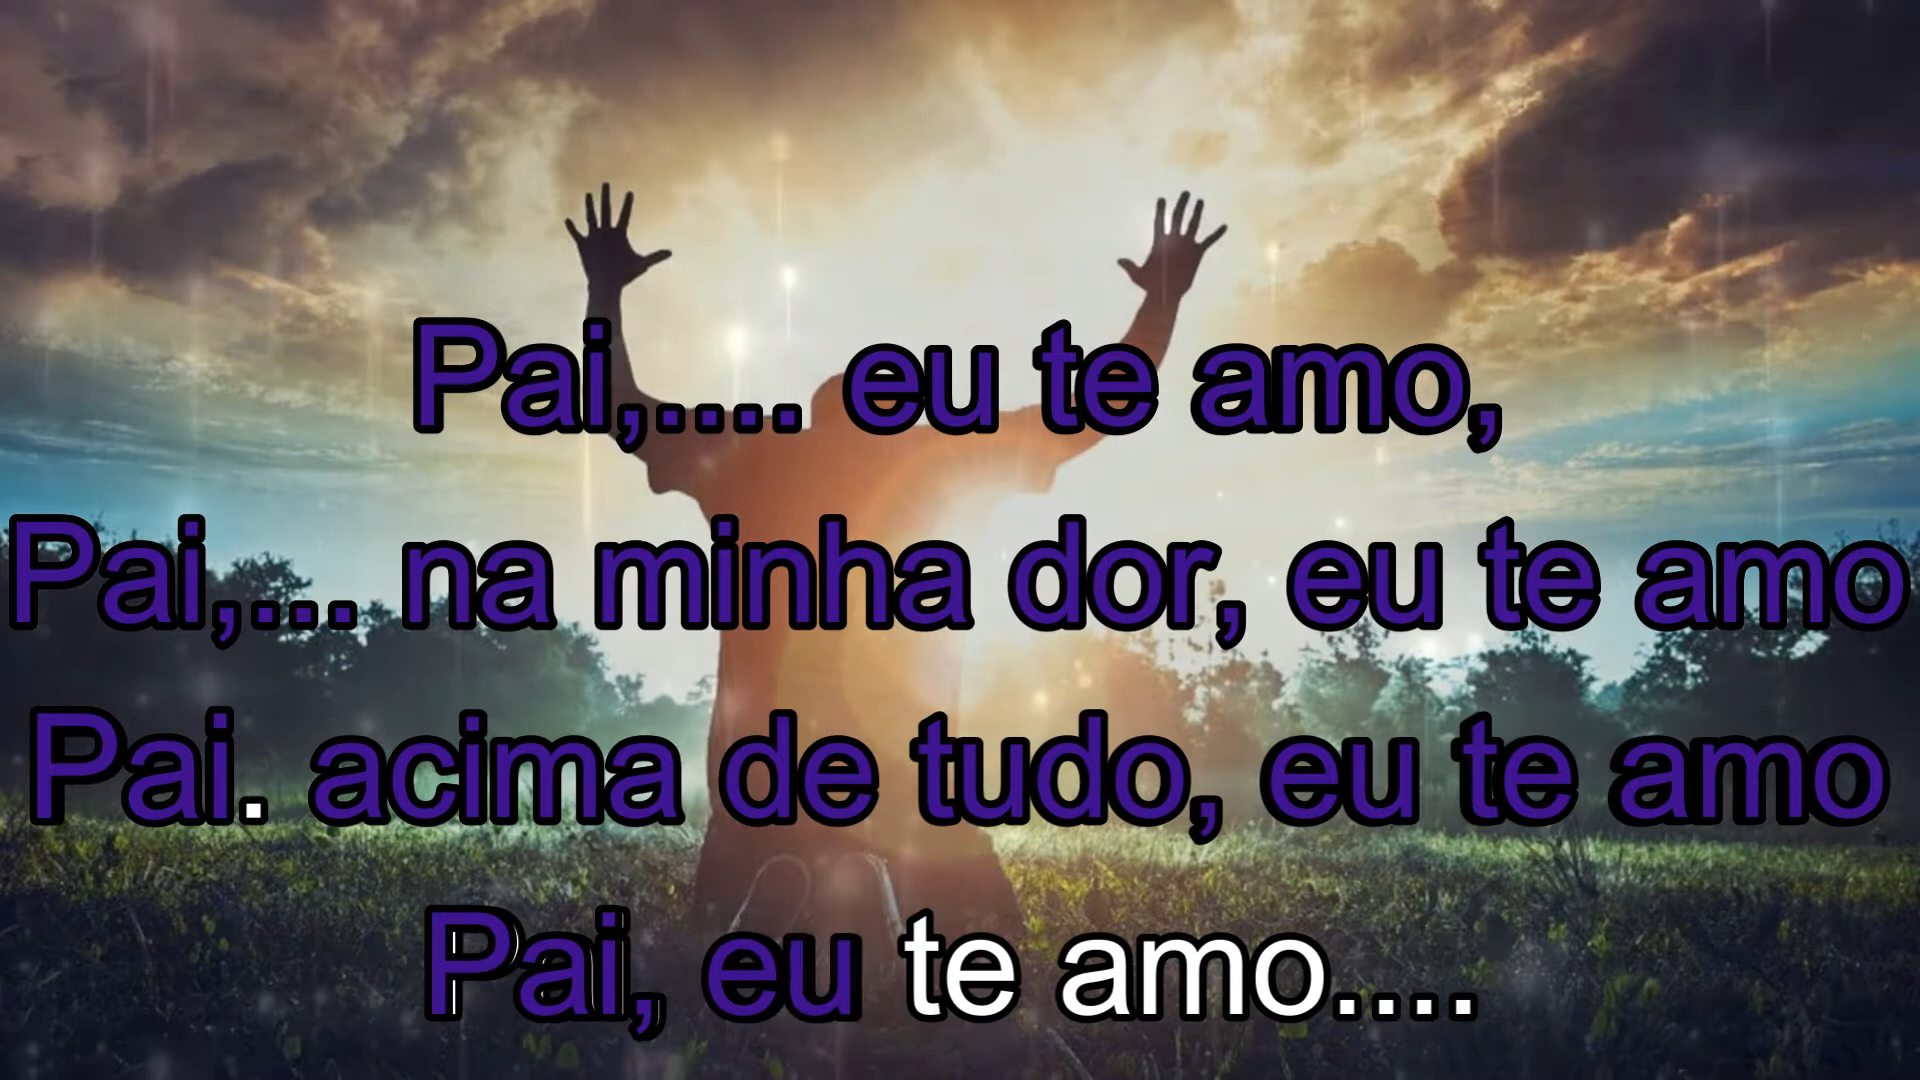 Pai,.... eu te amo,
Pai,... na minha dor, eu te amo
Pai. acima de tudo, eu te amo
Pai, eu te amo....